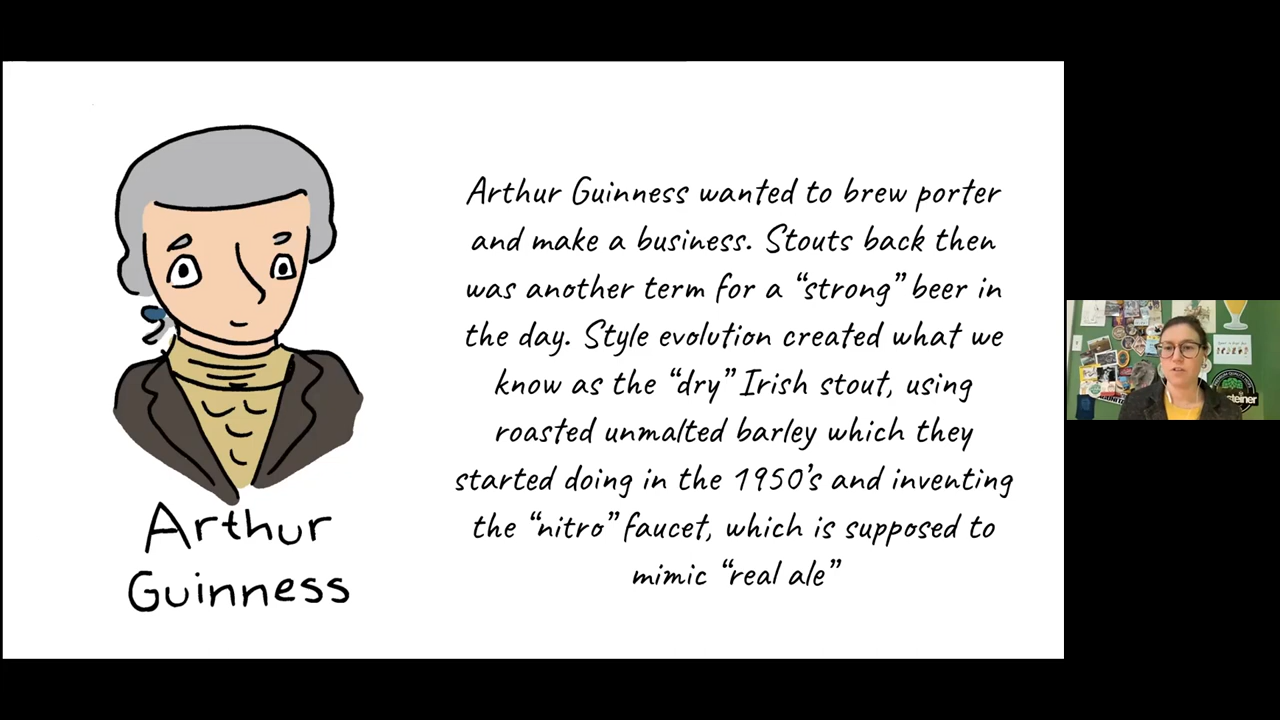 Arthur Guinness wanted to brew porter
and make a business. Stouts back then
was another term for a “strong” beer in
the day. Style evolution created what we
know as the “dry” Irish stout, using
roasted unmalted barley which they
started doing in the 1950’s and inventing
the “nitro” faucet, which is supposed to
mimic “real ale”
Arthur
Guinness
steiner